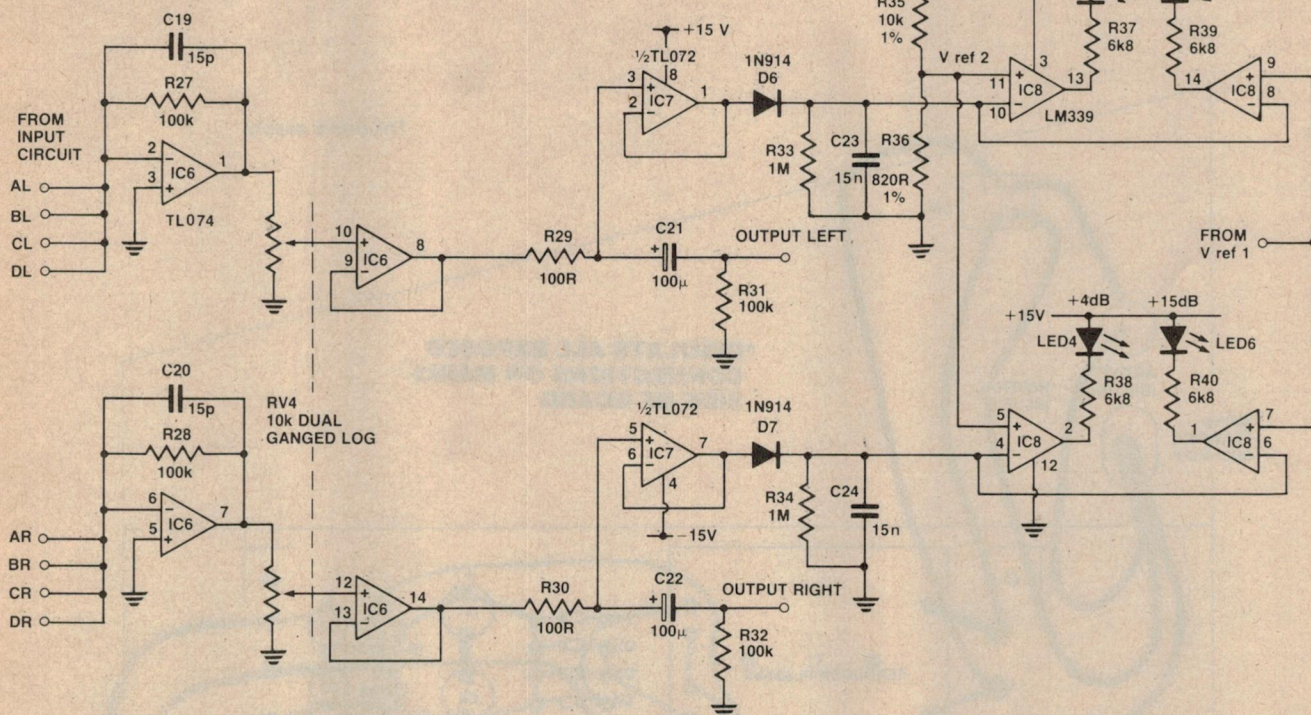 C19
15p
R27
100k
FROM
INPUT
CIRCUIT
AL
BL
CL
DL
2
−
3
+
IC6
1
TL074
10
+
9
−
IC6
8
R29
100R
+15 V
½TL072
8
3
+
2
−
IC7
1
1N914
D6
R33
1M
C23
15n
R35
10k
1%
V ref 2
R36
820R
1%
C21
+
100µ
OUTPUT LEFT
R31
100k
3
11
+
10
−
IC8
13
LM339
R37
6k8
R39
6k8
14
IC8
+
−
9
8
FROM
V ref 1
C20
15p
R28
100k
RV4
10k DUAL
GANGED LOG
AR
BR
CR
DR
6
−
5
+
IC6
7
12
+
13
−
IC6
14
R30
100R
½TL072
5
+
6
−
IC7
7
4
−15V
1N914
D7
R34
1M
C24
15n
C22
+
100µ
OUTPUT RIGHT
R32
100k
+15V
+4dB
+15dB
LED4
LED6
R38
6k8
R40
6k8
5
+
4
−
IC8
2
12
1
IC8
+
−
7
6